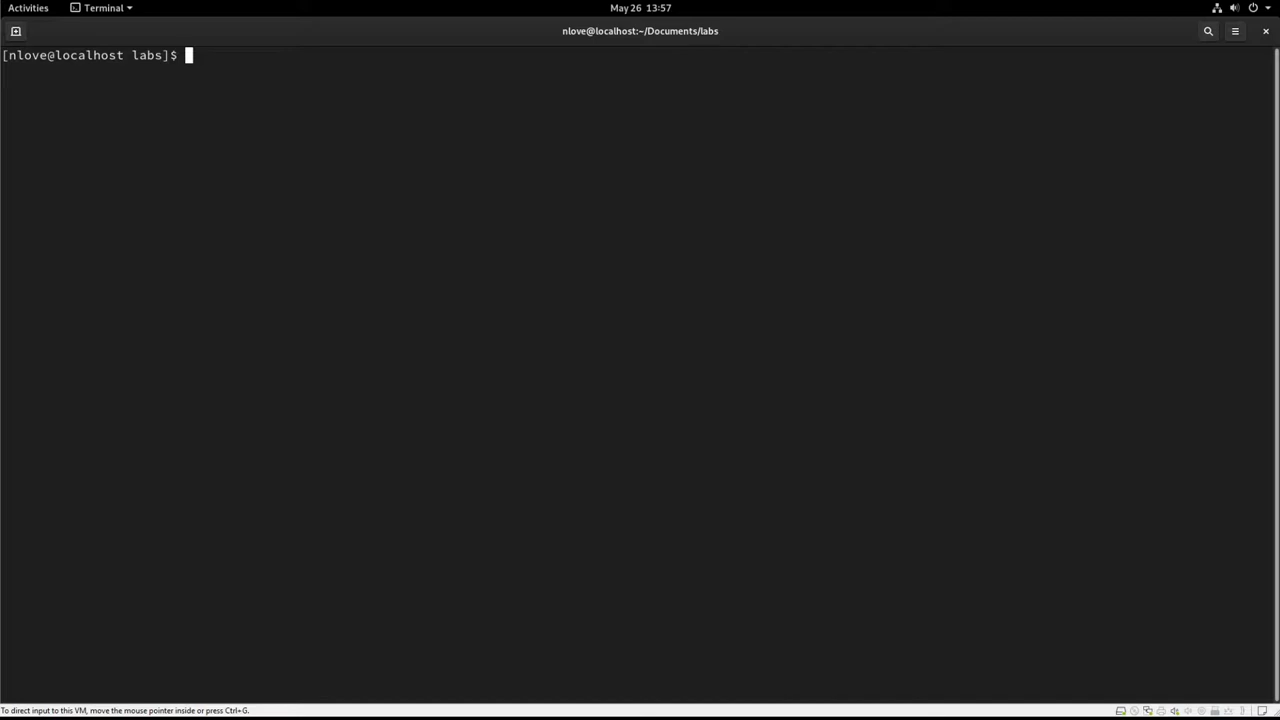 Activities Terminal May 26 13:57
nlove@localhost:~/Documents/labs
[nlove@localhost labs]$
To direct input to this VM, move the mouse pointer inside or press Ctrl+G.